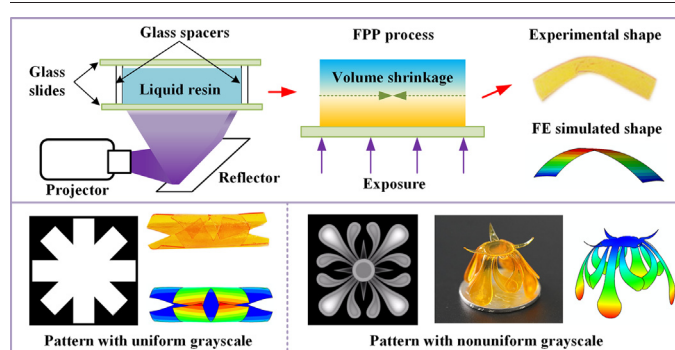 Glass spacers
FPP process
Experimental shape
Glass
slides
Liquid resin
Volume shrinkage
FE simulated shape
Projector
Reflector
Exposure
Pattern with uniform grayscale
Pattern with nonuniform grayscale